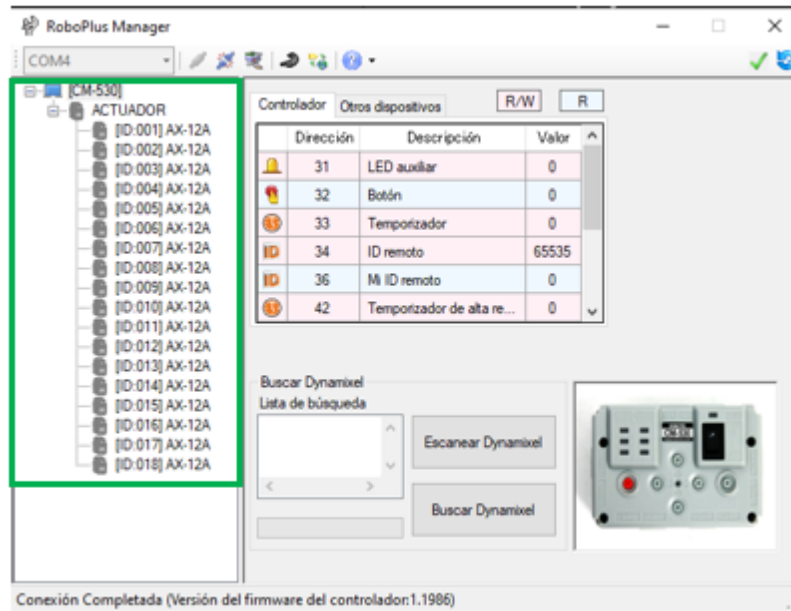 RoboPlus Manager
COM4
[CM-530]
ACTUADOR
[ID:001] AX-12A
[ID:002] AX-12A
[ID:003] AX-12A
[ID:004] AX-12A
[ID:005] AX-12A
[ID:006] AX-12A
[ID:007] AX-12A
[ID:008] AX-12A
[ID:009] AX-12A
[ID:010] AX-12A
[ID:011] AX-12A
[ID:012] AX-12A
[ID:013] AX-12A
[ID:014] AX-12A
[ID:015] AX-12A
[ID:016] AX-12A
[ID:017] AX-12A
[ID:018] AX-12A
Controlador Otros dispositivos R/W R
Dirección Descripción Valor
31 LED auxiliar 0
32 Botón 0
33 Temporizador 0
ID 34 ID remoto 65535
ID 36 Mi ID remoto 0
42 Temporizador de alta re... 0
Buscar Dynamixel
Lista de búsqueda
Escanear Dynamixel
Buscar Dynamixel
CM-530
Conexión Completada (Versión del firmware del controlador:1.1986)